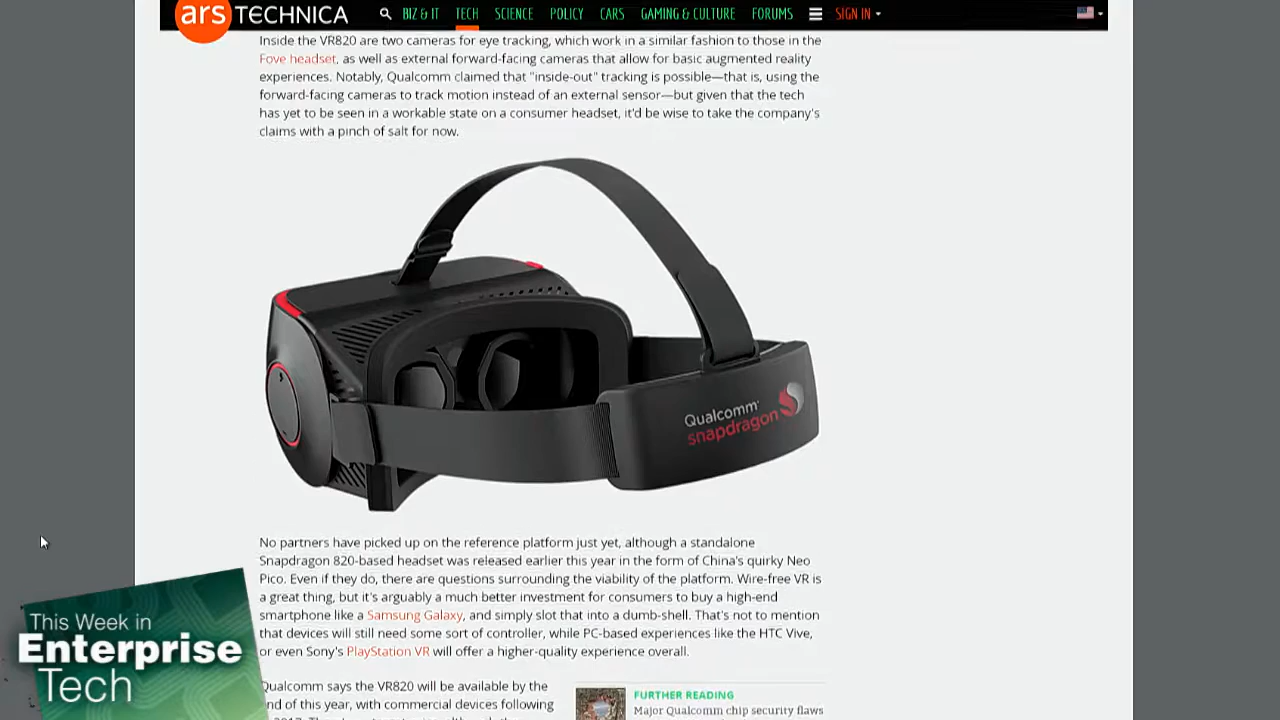 ars TECHNICA BIZ & IT TECH SCIENCE POLICY CARS GAMING & CULTURE FORUMS SIGN IN
Inside the VR820 are two cameras for eye tracking, which work in a similar fashion to those in the
Fove headset, as well as external forward-facing cameras that allow for basic augmented reality
experiences. Notably, Qualcomm claimed that "inside-out" tracking is possible—that is, using the
forward-facing cameras to track motion instead of an external sensor—but given that the tech
has yet to be seen in a workable state on a consumer headset, it'd be wise to take the company's
claims with a pinch of salt for now.
Qualcomm
snapdragon
No partners have picked up on the reference platform just yet, although a standalone
Snapdragon 820-based headset was released earlier this year in the form of China's quirky Neo
Pico. Even if they do, there are questions surrounding the viability of the platform. Wire-free VR is
a great thing, but it's arguably a much better investment for consumers to buy a high-end
smartphone like a Samsung Galaxy, and simply slot that into a dumb-shell. That's not to mention
that devices will still need some sort of controller, while PC-based experiences like the HTC Vive,
or even Sony's PlayStation VR will offer a higher-quality experience overall.
Qualcomm says the VR820 will be available by the
end of this year, with commercial devices following
FURTHER READING
Major Qualcomm chip security flaws
This Week in
Enterprise
Tech